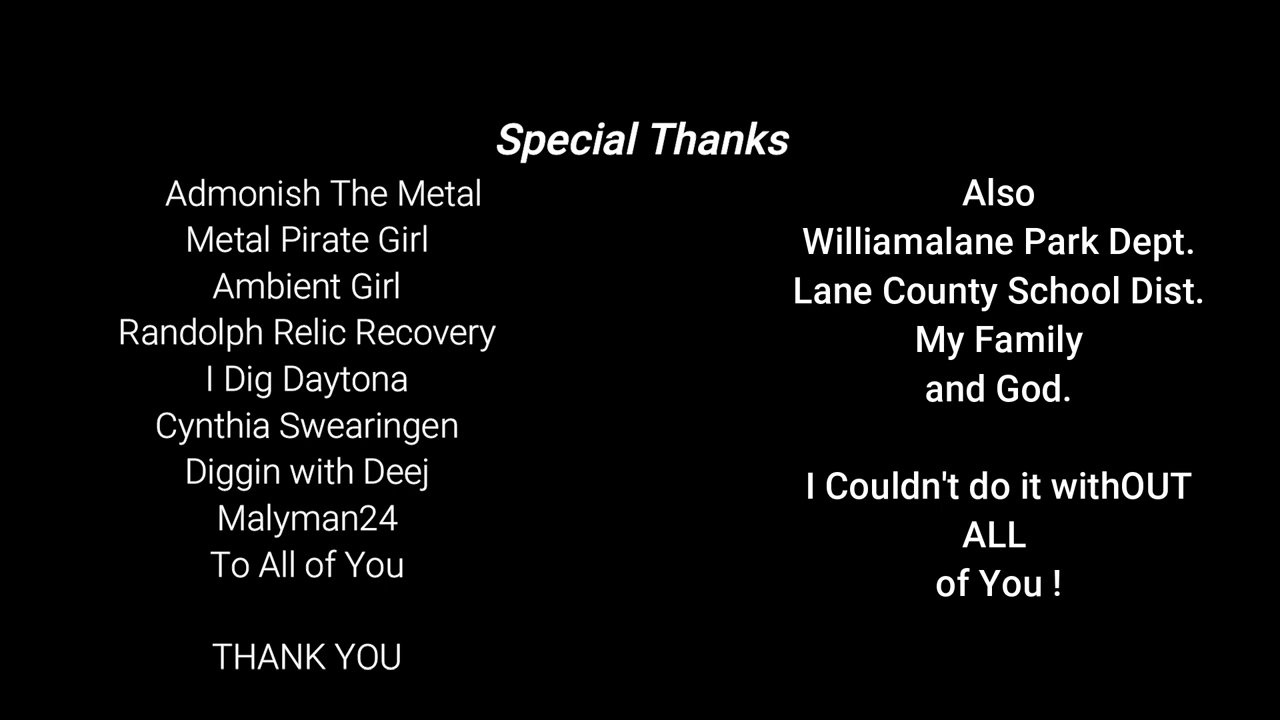 Special Thanks
Admonish The Metal
Metal Pirate Girl
Ambient Girl
Randolph Relic Recovery
I Dig Daytona
Cynthia Swearingen
Diggin with Deej
Malyman24
To All of You
THANK YOU
Also
Williamalane Park Dept.
Lane County School Dist.
My Family
and God.
I Couldn't do it withOUT
ALL
of You !